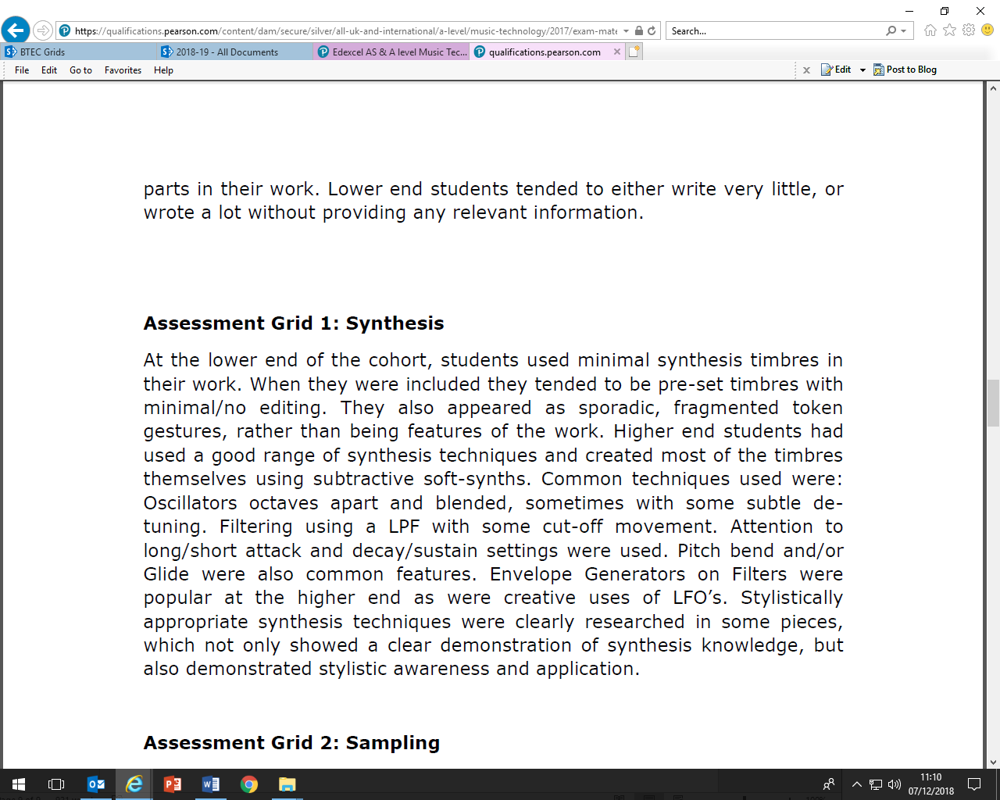 https://qualifications.pearson.com/content/dam/secure/silver/all-uk-and-international/a-level/music-technology/2017/exam-mate
Search...
BTEC Grids
2018-19 - All Documents
Edexcel AS & A level Music Tec...
qualifications.pearson.com
File Edit Go to Favorites Help
x Edit Post to Blog
parts in their work. Lower end students tended to either write very little, or
wrote a lot without providing any relevant information.
Assessment Grid 1: Synthesis
At the lower end of the cohort, students used minimal synthesis timbres in
their work. When they were included they tended to be pre-set timbres with
minimal/no editing. They also appeared as sporadic, fragmented token
gestures, rather than being features of the work. Higher end students had
used a good range of synthesis techniques and created most of the timbres
themselves using subtractive soft-synths. Common techniques used were:
Oscillators octaves apart and blended, sometimes with some subtle de-
tuning. Filtering using a LPF with some cut-off movement. Attention to
long/short attack and decay/sustain settings were used. Pitch bend and/or
Glide were also common features. Envelope Generators on Filters were
popular at the higher end as were creative uses of LFO’s. Stylistically
appropriate synthesis techniques were clearly researched in some pieces,
which not only showed a clear demonstration of synthesis knowledge, but
also demonstrated stylistic awareness and application.
Assessment Grid 2: Sampling
11:10
07/12/2018